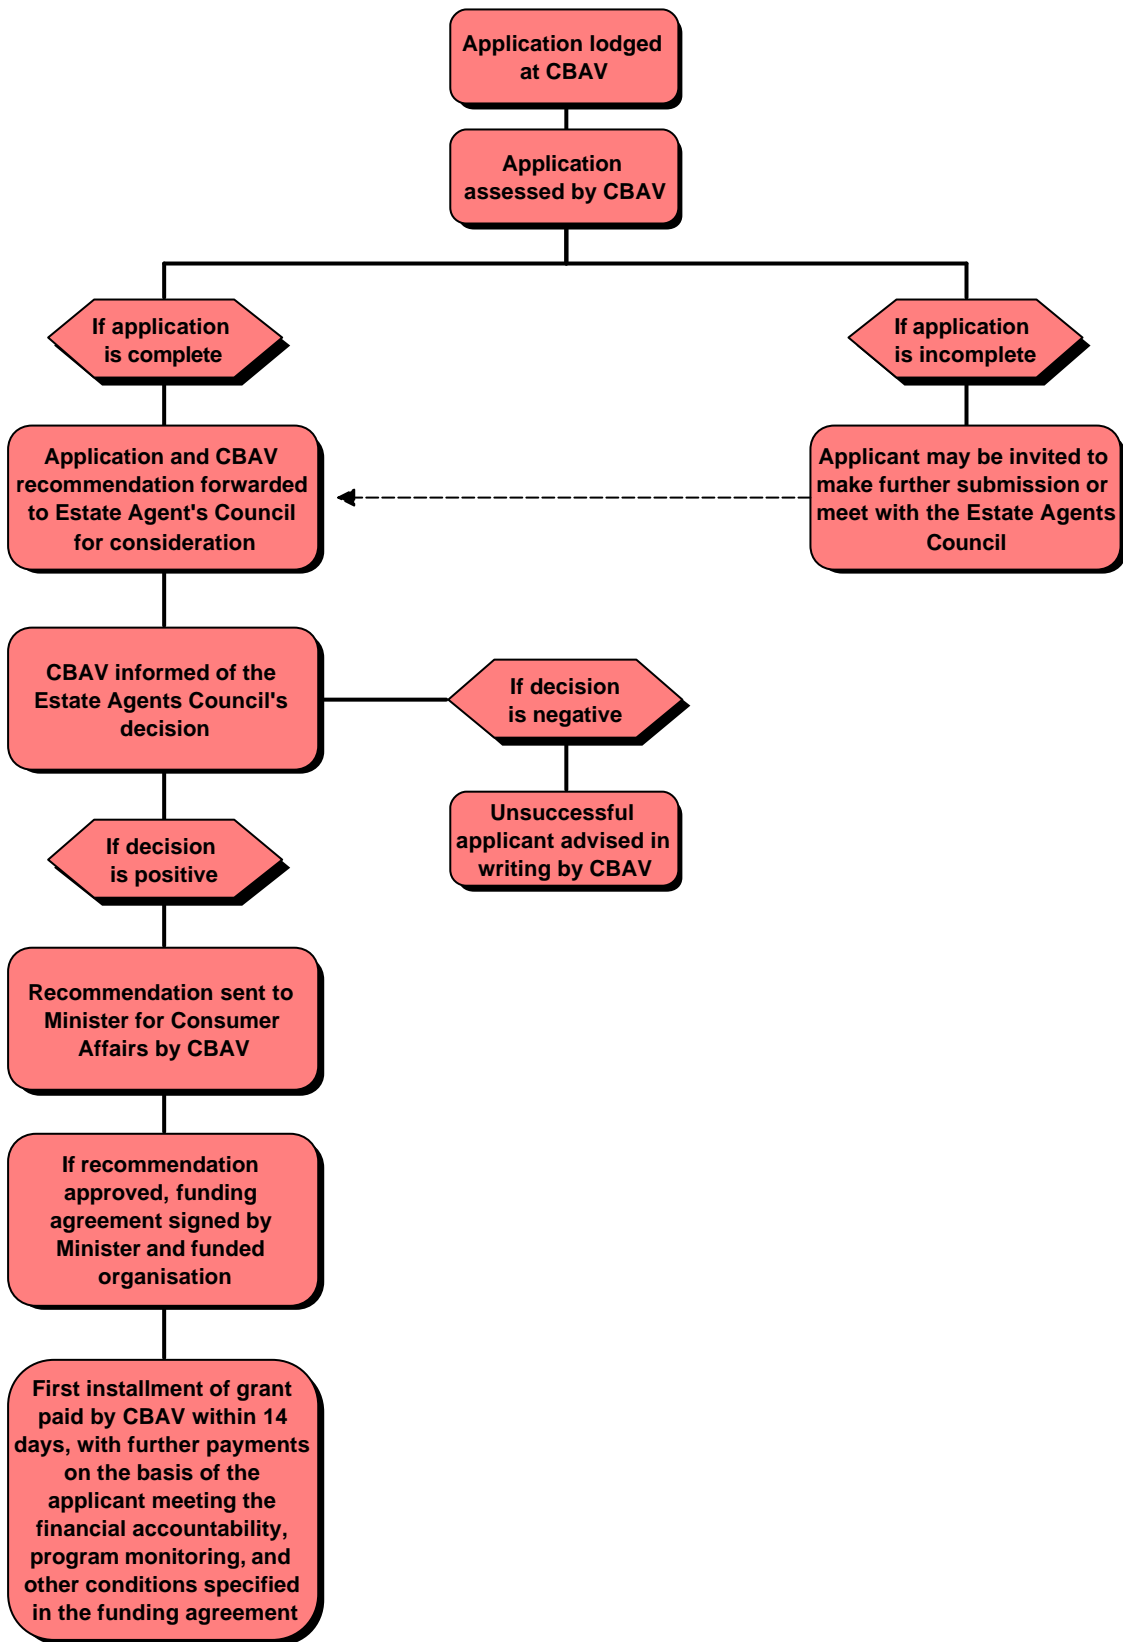 Application lodged
at CBAV
Application
assessed by CBAV
If application
is complete
If application
is incomplete
Application and CBAV
recommendation forwarded
to Estate Agent's Council
for consideration
Applicant may be invited to
make further submission or
meet with the Estate Agents
Council
CBAV informed of the
Estate Agents Council's
decision
If decision
is negative
Unsuccessful
applicant advised in
writing by CBAV
If decision
is positive
Recommendation sent to
Minister for Consumer
Affairs by CBAV
If recommendation
approved, funding
agreement signed by
Minister and funded
organisation
First installment of grant
paid by CBAV within 14
days, with further payments
on the basis of the
applicant meeting the
financial accountability,
program monitoring, and
other conditions specified
in the funding agreement